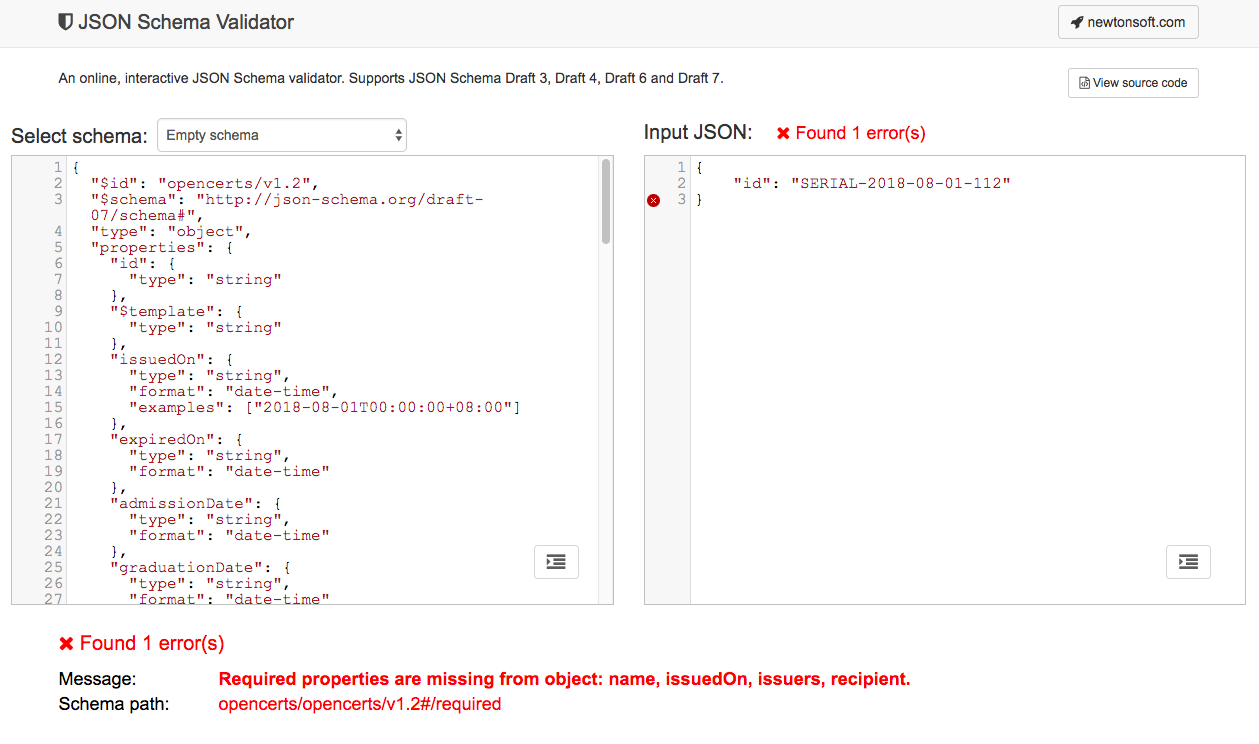 JSON Schema Validator
newtonsoft.com
An online, interactive JSON Schema validator. Supports JSON Schema Draft 3, Draft 4, Draft 6 and Draft 7.
View source code
Select schema: Empty schema
1 {
2 "$id": "opencerts/v1.2",
3 "$schema": "http://json-schema.org/draft-
07/schema#",
4 "type": "object",
5 "properties": {
6 "id": {
7 "type": "string"
8 },
9 "$template": {
10 "type": "string"
11 },
12 "issuedOn": {
13 "type": "string",
14 "format": "date-time",
15 "examples": ["2018-08-01T00:00:00+08:00"]
16 },
17 "expiredOn": {
18 "type": "string",
19 "format": "date-time"
20 },
21 "admissionDate": {
22 "type": "string",
23 "format": "date-time"
24 },
25 "graduationDate": {
26 "type": "string",
27 "format": "date-time"
Input JSON: Found 1 error(s)
1 {
2 "id": "SERIAL-2018-08-01-112"
3 }
Found 1 error(s)
Message: Required properties are missing from object: name, issuedOn, issuers, recipient.
Schema path: opencerts/opencerts/v1.2#/required